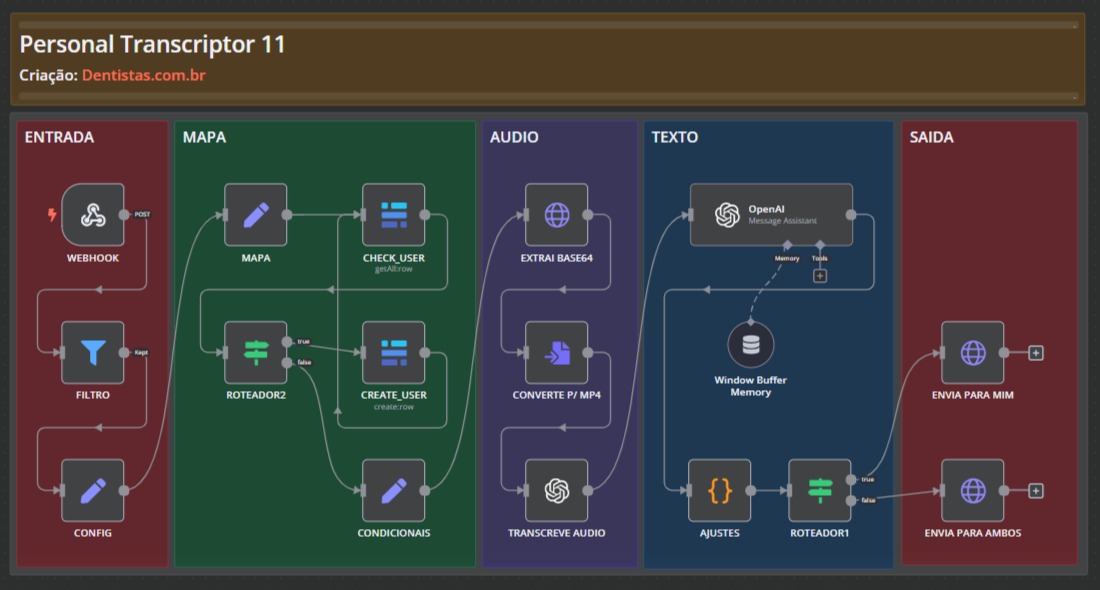 Personal Transcriptor 11
Criação: Dentistas.com.br
ENTRADA
POST
WEBHOOK
Kept
FILTRO
CONFIG
MAPA
MAPA
CHECK_USER
getAll:row
true
false
ROTEADOR2
CREATE_USER
create:row
CONDICIONAIS
AUDIO
EXTRAI BASE64
CONVERTE P/ MP4
TRANSCREVE AUDIO
TEXTO
OpenAI
Message Assistant
Memory
Tools
Window Buffer
Memory
AJUSTES
true
false
ROTEADOR1
SAIDA
ENVIA PARA MIM
ENVIA PARA AMBOS